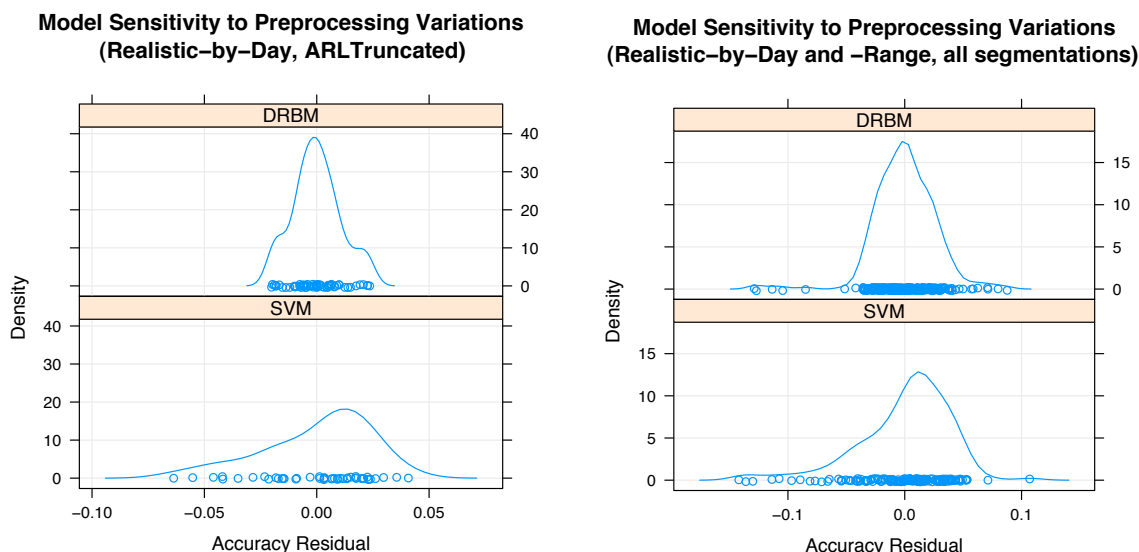 Model Sensitivity to Preprocessing Variations
(Realistic−by−Day, ARLTruncated)
DRBM
40
30
20
10
0
SVM
40
30
20
10
0
−0.10 −0.05 0.00 0.05
Density
Accuracy Residual
Model Sensitivity to Preprocessing Variations
(Realistic−by−Day and −Range, all segmentations)
DRBM
15
10
5
0
SVM
15
10
5
0
−0.1 0.0 0.1
Density
Accuracy Residual